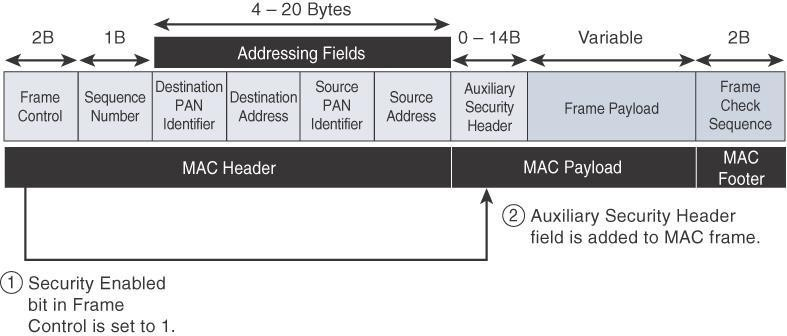 4 – 20 Bytes
2B
1B
Addressing Fields
0 – 14B
Variable
2B
Frame
Control
Sequence
Number
Destination
PAN
Identifier
Destination
Address
Source
PAN
Identifier
Source
Address
Auxiliary
Security
Header
Frame Payload
Frame
Check
Sequence
MAC Header
MAC Payload
MAC
Footer
2 Auxiliary Security Header
field is added to MAC frame.
1 Security Enabled
bit in Frame
Control is set to 1.